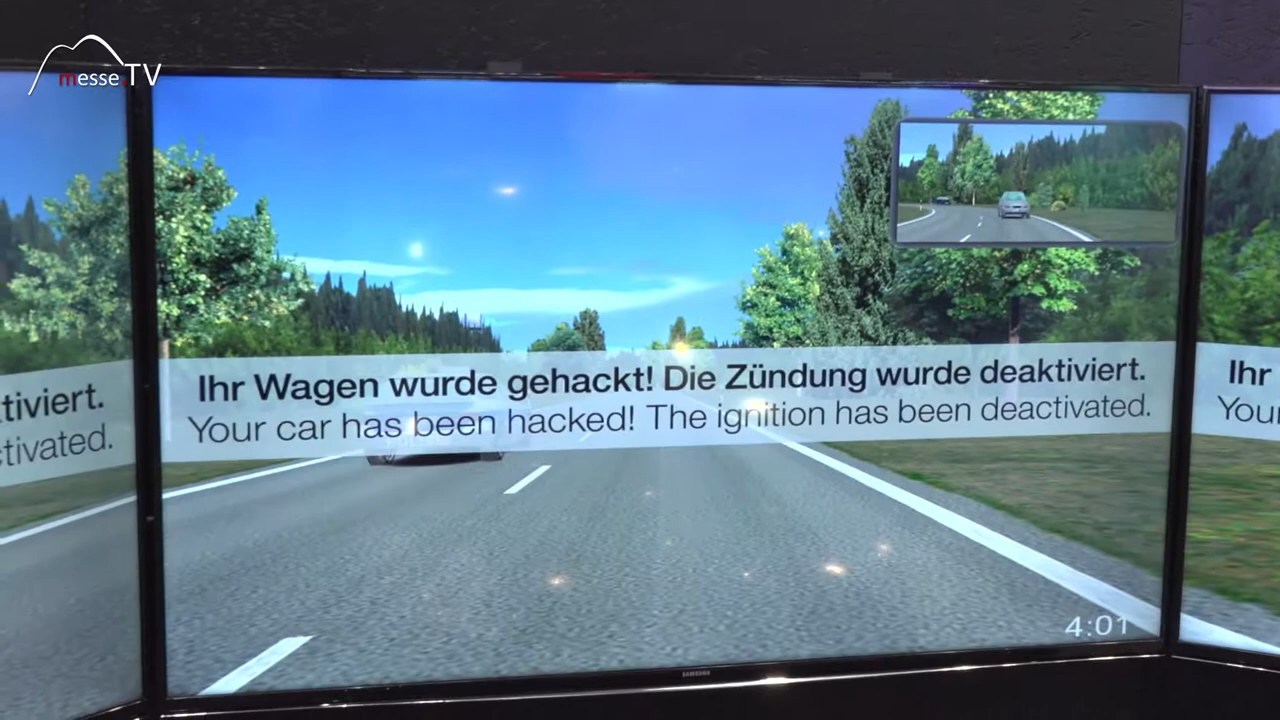 messe.TV
Ihr Wagen wurde gehackt! Die Zündung wurde deaktiviert.
Your car has been hacked! The ignition has been deactivated.
tiviert.
ctivated.
Ihr
Your
4:01
SAMSUNG